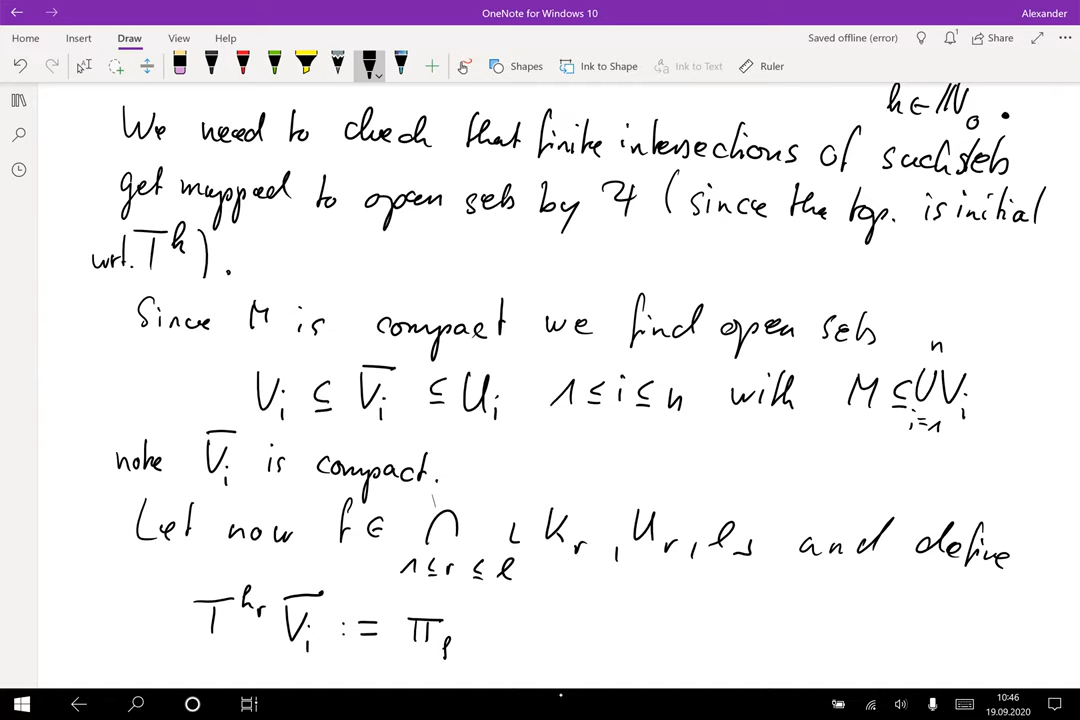 OneNote for Windows 10
Alexander
Home Insert Draw View Help
Saved offline (error)
Share
Shapes Ink to Shape Ink to Text Ruler
k ∈ ℕ₀ .
We need to check that finite intersections of such sets
get mapped to open sets by Ψ (since the top. is initial
wrt. Tᵏ) .
Since M is compact we find open sets
Vᵢ ⊆ V̅ᵢ ⊆ Uᵢ 1 ≤ i ≤ n with M ⊆ ⋃ⁿᵢ₌₁ Vᵢ
note V̅ᵢ is compact.
Let now f ∈ ⋂ 1≤r≤ℓ ⌊ Kᵣ , Uᵣ , ℓ ⌋ and define
T^{kᵣ} V̅ᵢ := π_ℓ
10:46
19.09.2020